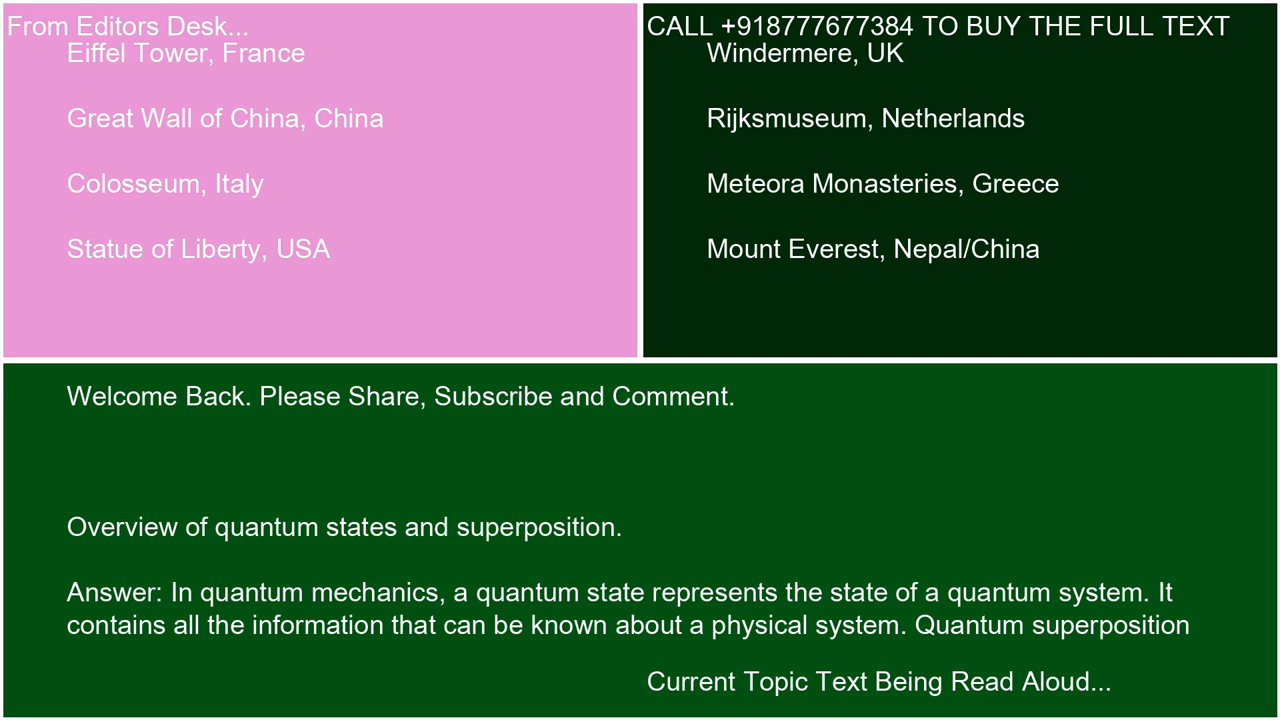 From Editors Desk...
Eiffel Tower, France
Great Wall of China, China
Colosseum, Italy
Statue of Liberty, USA
CALL +918777677384 TO BUY THE FULL TEXT
Windermere, UK
Rijksmuseum, Netherlands
Meteora Monasteries, Greece
Mount Everest, Nepal/China
Welcome Back. Please Share, Subscribe and Comment.
Overview of quantum states and superposition.
Answer: In quantum mechanics, a quantum state represents the state of a quantum system. It
contains all the information that can be known about a physical system. Quantum superposition
Current Topic Text Being Read Aloud...